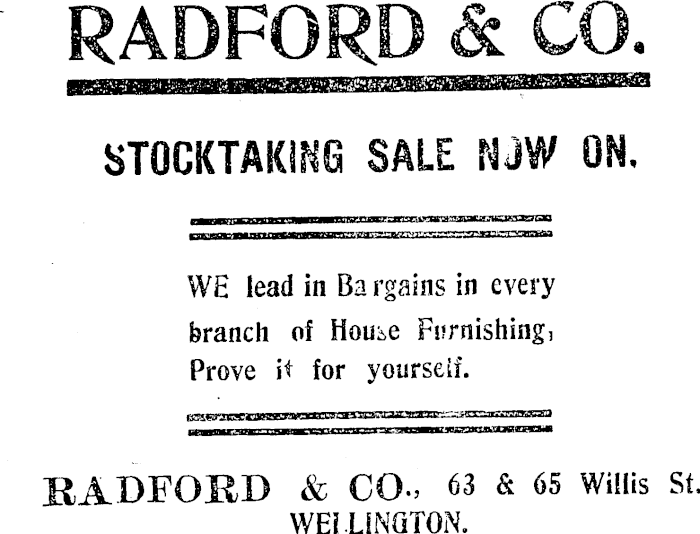 RADFORD & CO.
STOCKTAKING SALE NOW ON.
WE lead in Bargains in every
branch of House Furnishing,
Prove it for yourself.
RADFORD & CO., 63 & 65 Willis St.
WELLINGTON.